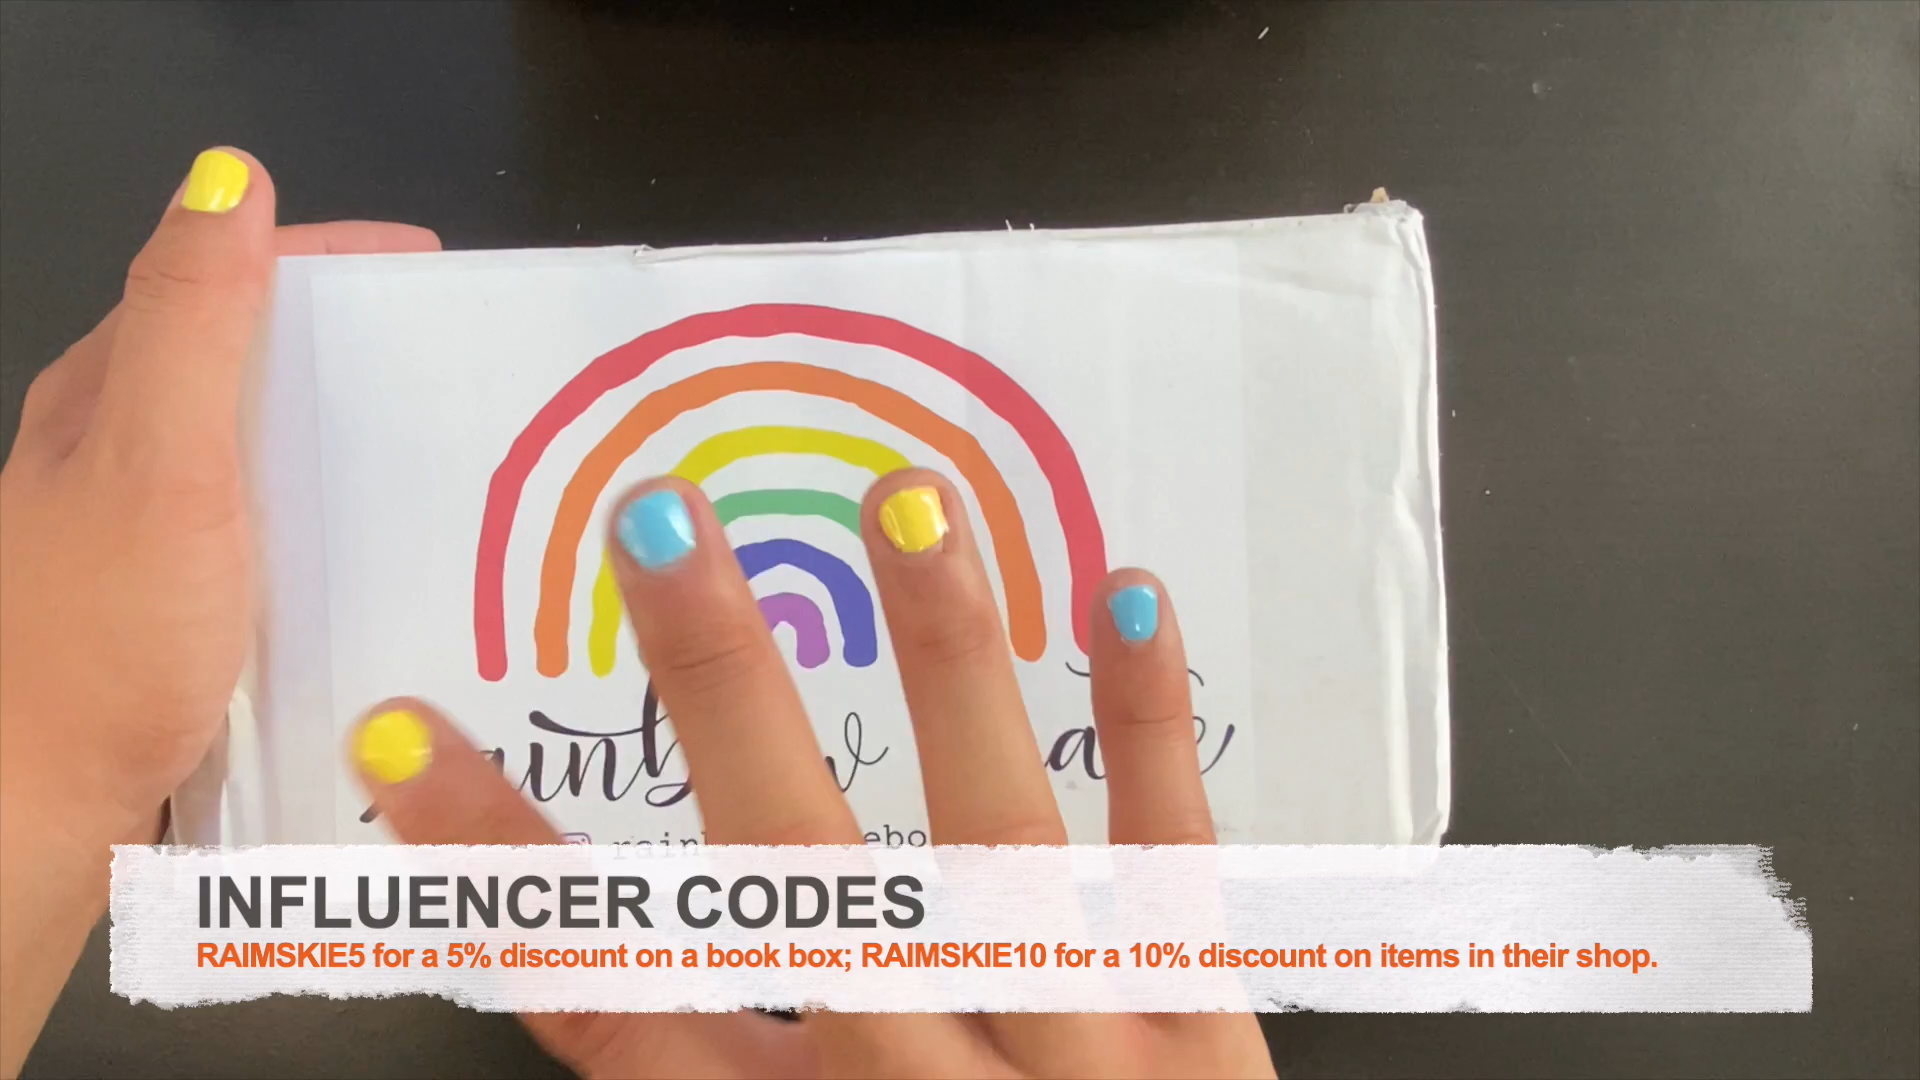 INFLUENCER CODES
RAIMSKIE5 for a 5% discount on a book box; RAIMSKIE10 for a 10% discount on items in their shop.